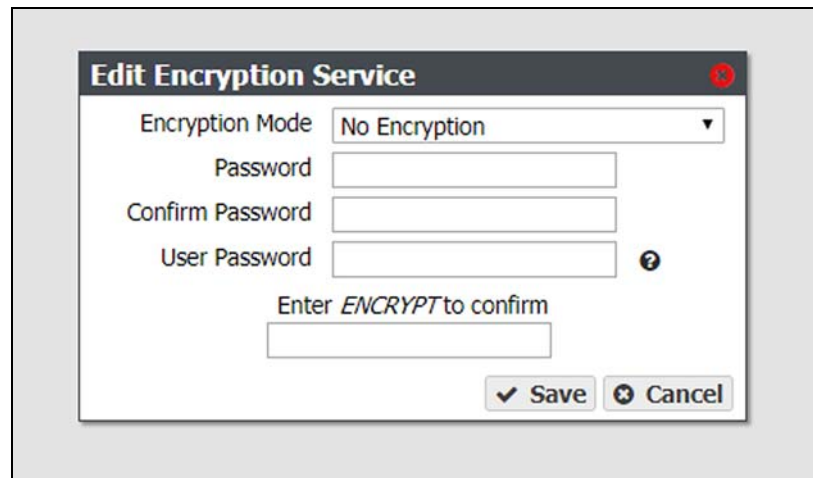 Edit Encryption Service
Encryption Mode No Encryption
Password
Confirm Password
User Password
Enter ENCRYPT to confirm
Save Cancel